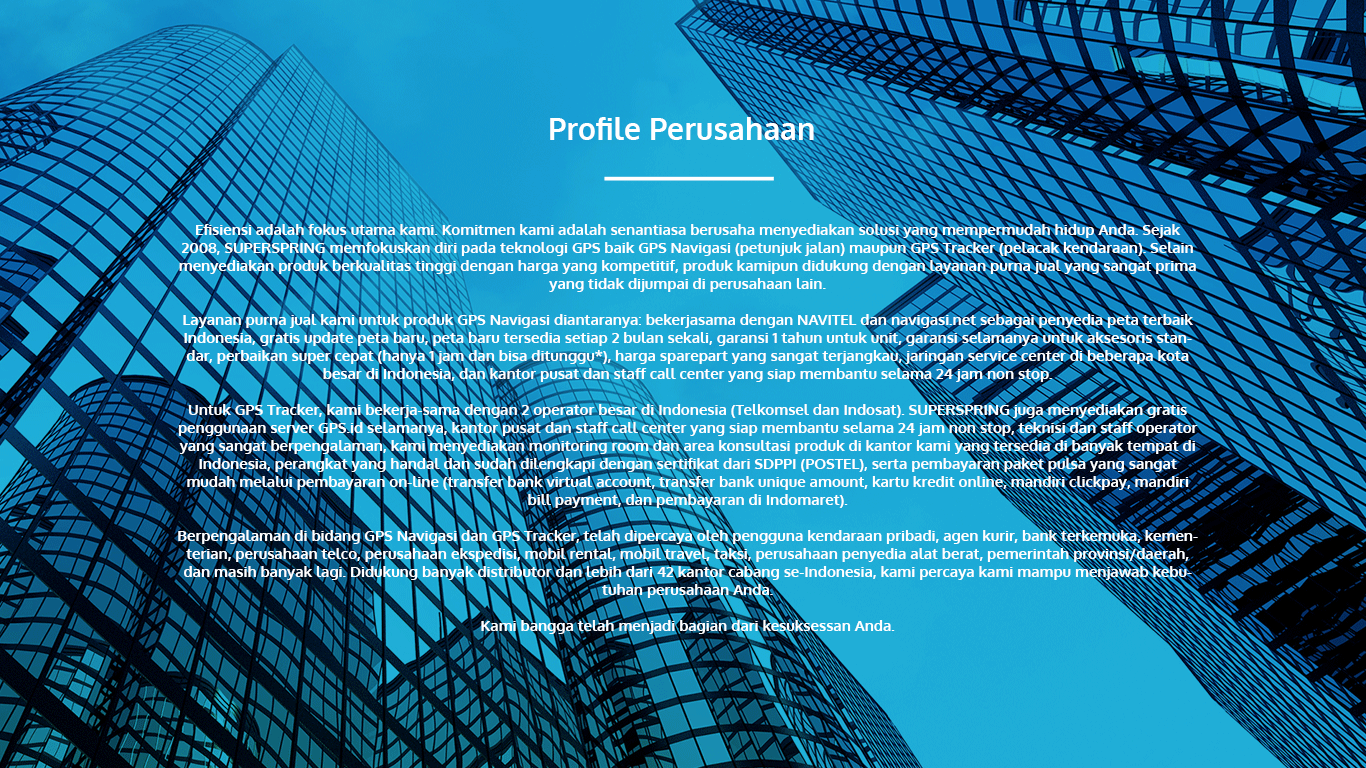 Profile Perusahaan
Efisiensi adalah fokus utama kami. Komitmen kami adalah senantiasa berusaha menyediakan solusi yang mempermudah hidup Anda. Sejak
2008, SUPERSPRING memfokuskan diri pada teknologi GPS baik GPS Navigasi (petunjuk jalan) maupun GPS Tracker (pelacak kendaraan). Selain
menyediakan produk berkualitas tinggi dengan harga yang kompetitif, produk kamipun didukung dengan layanan purna jual yang sangat prima
yang tidak dijumpai di perusahaan lain.
Layanan purna jual kami untuk produk GPS Navigasi diantaranya: bekerjasama dengan NAVITEL dan navigasi.net sebagai penyedia peta terbaik
Indonesia, gratis update peta baru, peta baru tersedia setiap 2 bulan sekali, garansi 1 tahun untuk unit, garansi selamanya untuk aksesoris stan-
dar, perbaikan super cepat (hanya 1 jam dan bisa ditunggu*), harga sparepart yang sangat terjangkau, jaringan service center di beberapa kota
besar di Indonesia, dan kantor pusat dan staff call center yang siap membantu selama 24 jam non stop.
Untuk GPS Tracker, kami bekerja-sama dengan 2 operator besar di Indonesia (Telkomsel dan Indosat). SUPERSPRING juga menyediakan gratis
penggunaan server GPS.id selamanya, kantor pusat dan staff call center yang siap membantu selama 24 jam non stop, teknisi dan staff operator
yang sangat berpengalaman, kami menyediakan monitoring room dan area konsultasi produk di kantor kami yang tersedia di banyak tempat di
Indonesia, perangkat yang handal dan sudah dilengkapi dengan sertifikat dari SDPPI (POSTEL), serta pembayaran paket pulsa yang sangat
mudah melalui pembayaran on-line (transfer bank virtual account, transfer bank unique amount, kartu kredit online, mandiri clickpay, mandiri
bill payment, dan pembayaran di Indomaret).
Berpengalaman di bidang GPS Navigasi dan GPS Tracker, telah dipercaya oleh pengguna kendaraan pribadi, agen kurir, bank terkemuka, kemen-
terian, perusahaan telco, perusahaan ekspedisi, mobil rental, mobil travel, taksi, perusahaan penyedia alat berat, pemerintah provinsi/daerah,
dan masih banyak lagi. Didukung banyak distributor dan lebih dari 42 kantor cabang se-Indonesia, kami percaya kami mampu menjawab kebu-
tuhan perusahaan Anda.
Kami bangga telah menjadi bagian dari kesuksessan Anda.